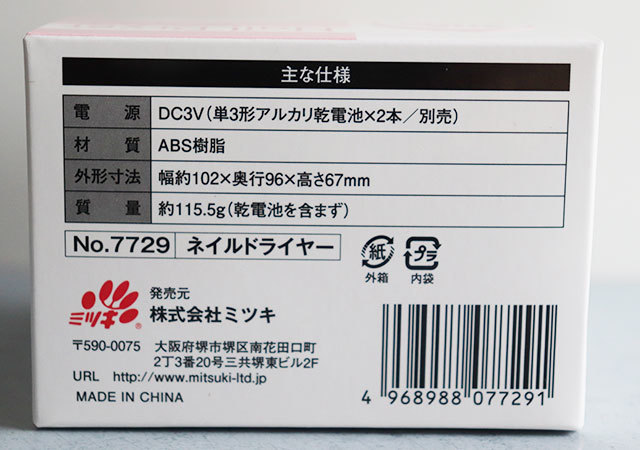 主な仕様
電源 DC3V(単3形アルカリ乾電池×2本/別売)
材質 ABS樹脂
外形寸法 幅約102×奥行96×高さ67mm
質量 約115.5g(乾電池を含まず)
No.7729 ネイルドライヤー
紙 プラ
外箱 内袋
ミツキ
発売元
株式会社ミツキ
〒590-0075 大阪府堺市堺区南花田口町
2丁3番20号三共堺東ビル2F
URL http://www.mitsuki-ltd.jp
MADE IN CHINA
4 968988 077291